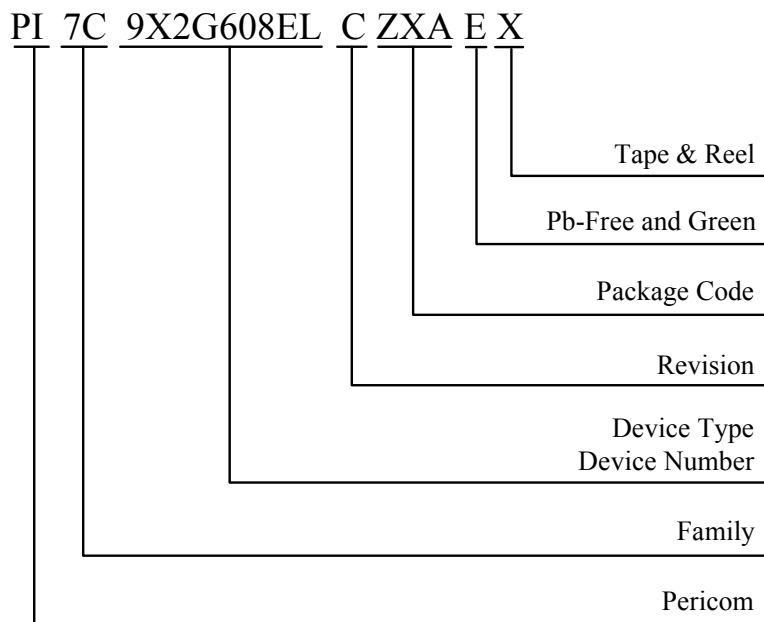 PI 7C 9X2G608EL C ZXA E X
Tape & Reel
Pb-Free and Green
Package Code
Revision
Device Type
Device Number
Family
Pericom